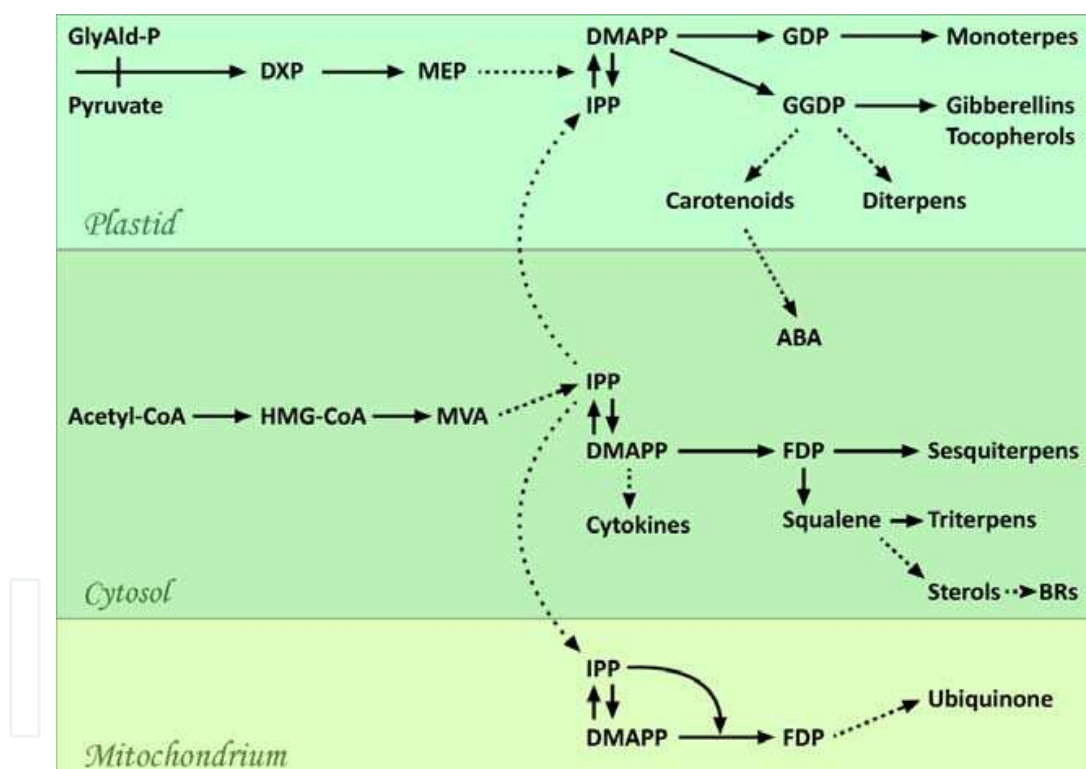 GlyAld-P
Pyruvate
DXP
MEP
DMAPP
IPP
GDP
Monoterpes
GGDP
Gibberellins
Tocopherols
Carotenoids
Diterpens
Plastid
ABA
Acetyl-CoA
HMG-CoA
MVA
IPP
DMAPP
FDP
Sesquiterpens
Cytokines
Squalene
Triterpens
Sterols
BRs
Cytosol
IPP
DMAPP
FDP
Ubiquinone
Mitochondrium